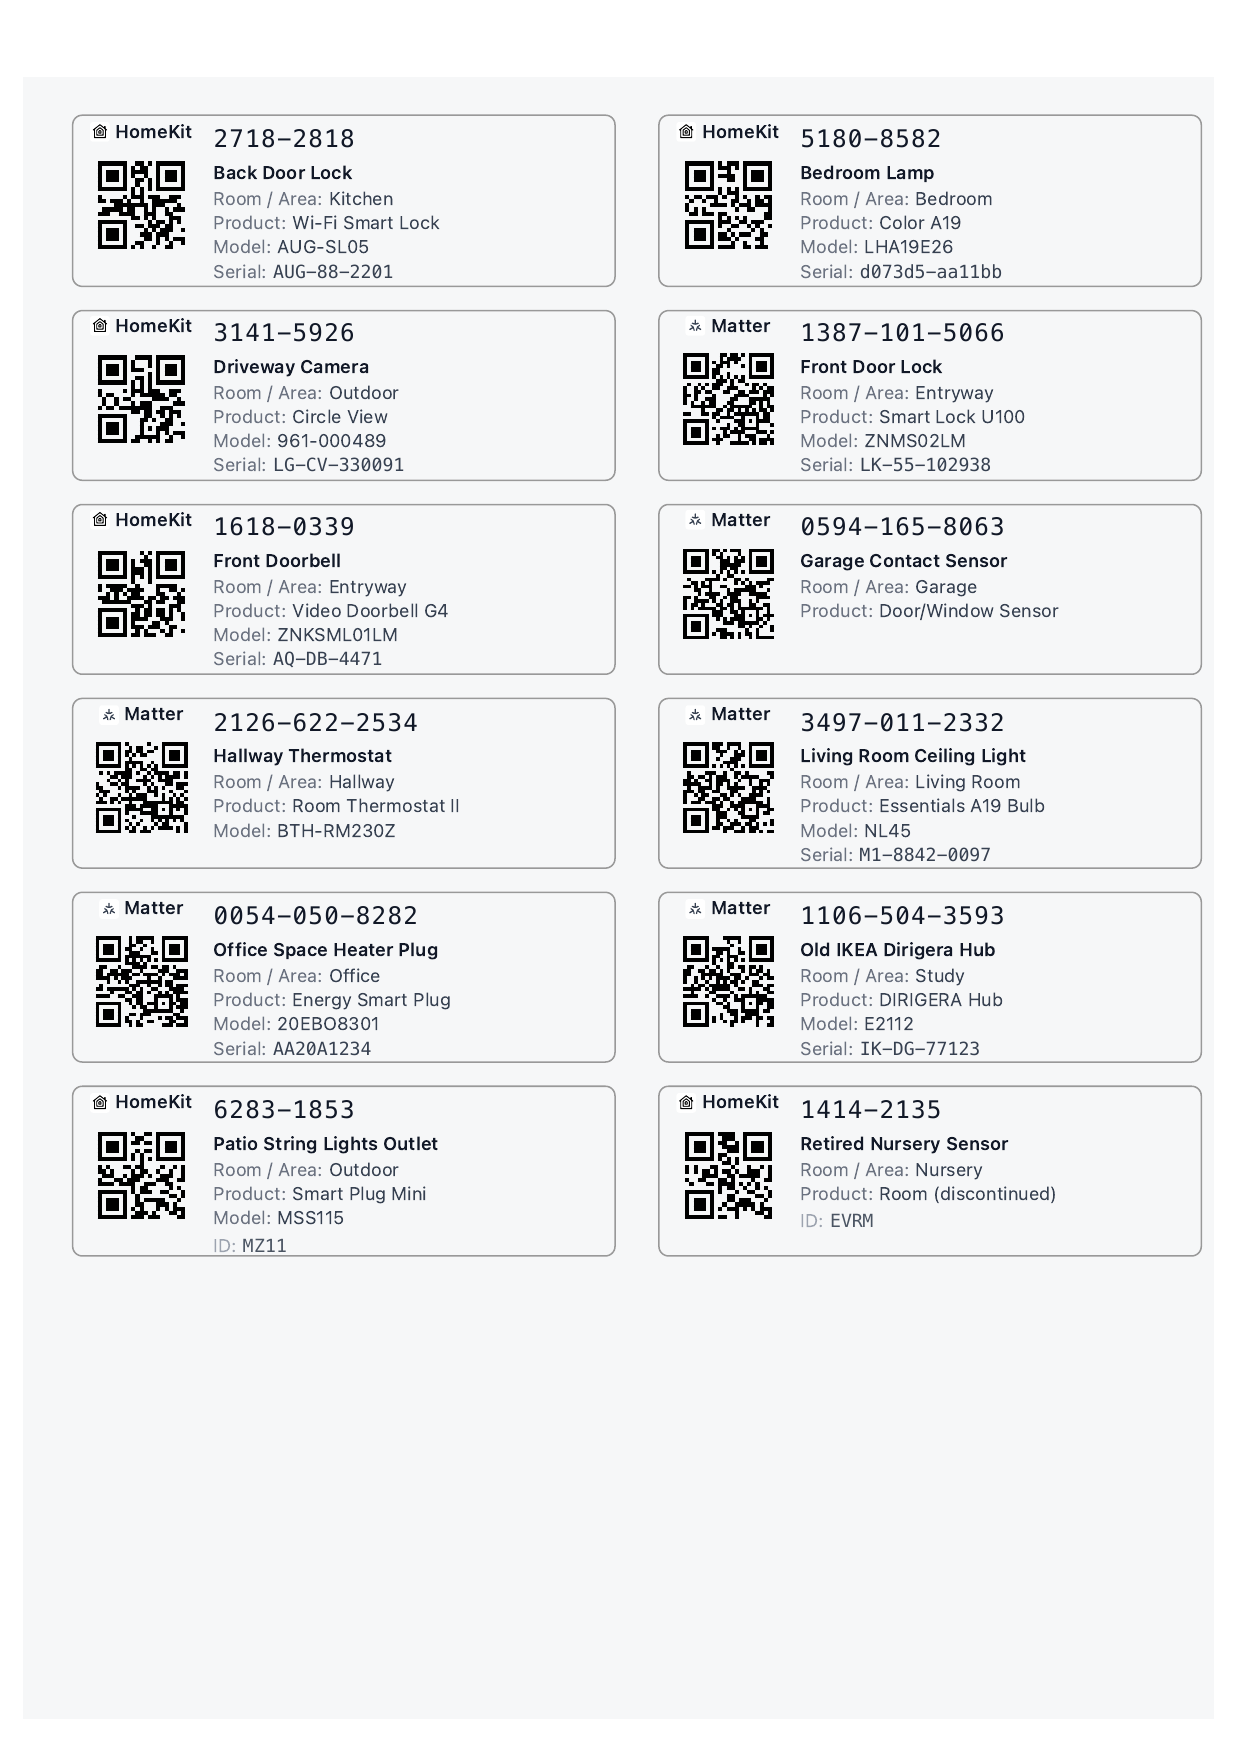 HomeKit
2718-2818
Back Door Lock
Room / Area: Kitchen
Product: Wi-Fi Smart Lock
Model: AUG-SL05
Serial: AUG-88-2201
HomeKit
5180-8582
Bedroom Lamp
Room / Area: Bedroom
Product: Color A19
Model: LHA19E26
Serial: d073d5-aa11bb
HomeKit
3141-5926
Driveway Camera
Room / Area: Outdoor
Product: Circle View
Model: 961-000489
Serial: LG-CV-330091
Matter
1387-101-5066
Front Door Lock
Room / Area: Entryway
Product: Smart Lock U100
Model: ZNMS02LM
Serial: LK-55-102938
HomeKit
1618-0339
Front Doorbell
Room / Area: Entryway
Product: Video Doorbell G4
Model: ZNKSML01LM
Serial: AQ-DB-4471
Matter
0594-165-8063
Garage Contact Sensor
Room / Area: Garage
Product: Door/Window Sensor
Matter
2126-622-2534
Hallway Thermostat
Room / Area: Hallway
Product: Room Thermostat II
Model: BTH-RM230Z
Matter
3497-011-2332
Living Room Ceiling Light
Room / Area: Living Room
Product: Essentials A19 Bulb
Model: NL45
Serial: M1-8842-0097
Matter
0054-050-8282
Office Space Heater Plug
Room / Area: Office
Product: Energy Smart Plug
Model: 20EBO8301
Serial: AA20A1234
Matter
1106-504-3593
Old IKEA Dirigera Hub
Room / Area: Study
Product: DIRIGERA Hub
Model: E2112
Serial: IK-DG-77123
HomeKit
6283-1853
Patio String Lights Outlet
Room / Area: Outdoor
Product: Smart Plug Mini
Model: MSS115
ID: MZ11
HomeKit
1414-2135
Retired Nursery Sensor
Room / Area: Nursery
Product: Room (discontinued)
ID: EVRM